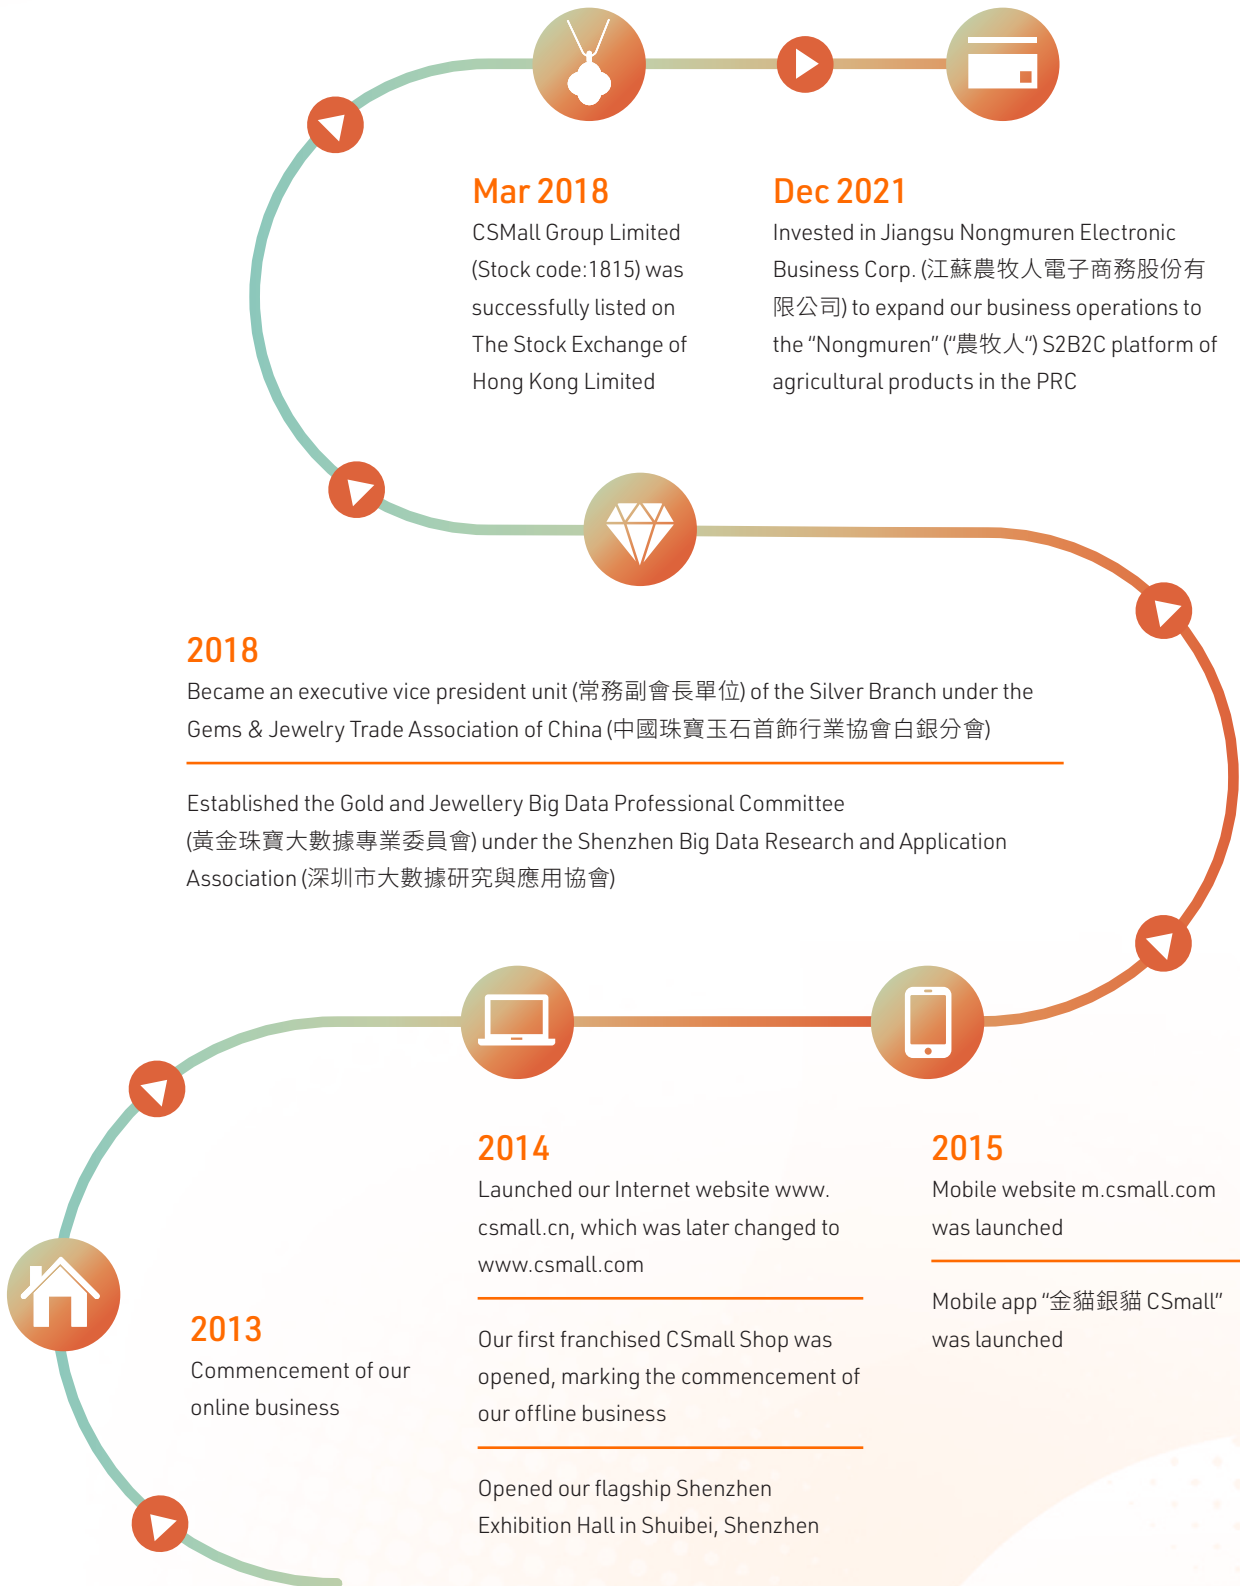 Mar 2018
CSMall Group Limited
(Stock code:1815) was
successfully listed on
The Stock Exchange of
Hong Kong Limited
Dec 2021
Invested in Jiangsu Nongmuren Electronic
Business Corp. (江蘇農牧人電子商務股份有
限公司) to expand our business operations to
the “Nongmuren” (“農牧人“) S2B2C platform of
agricultural products in the PRC
2018
Became an executive vice president unit (常務副會長單位) of the Silver Branch under the
Gems & Jewelry Trade Association of China (中國珠寶玉石首飾行業協會白銀分會)
Established the Gold and Jewellery Big Data Professional Committee
(黃金珠寶大數據專業委員會) under the Shenzhen Big Data Research and Application
Association (深圳市大數據研究與應用協會)
2013
Commencement of our
online business
2014
Launched our Internet website www.
csmall.cn, which was later changed to
www.csmall.com
Our first franchised CSmall Shop was
opened, marking the commencement of
our offline business
Opened our flagship Shenzhen
Exhibition Hall in Shuibei, Shenzhen
2015
Mobile website m.csmall.com
was launched
Mobile app “金貓銀貓 CSmall”
was launched